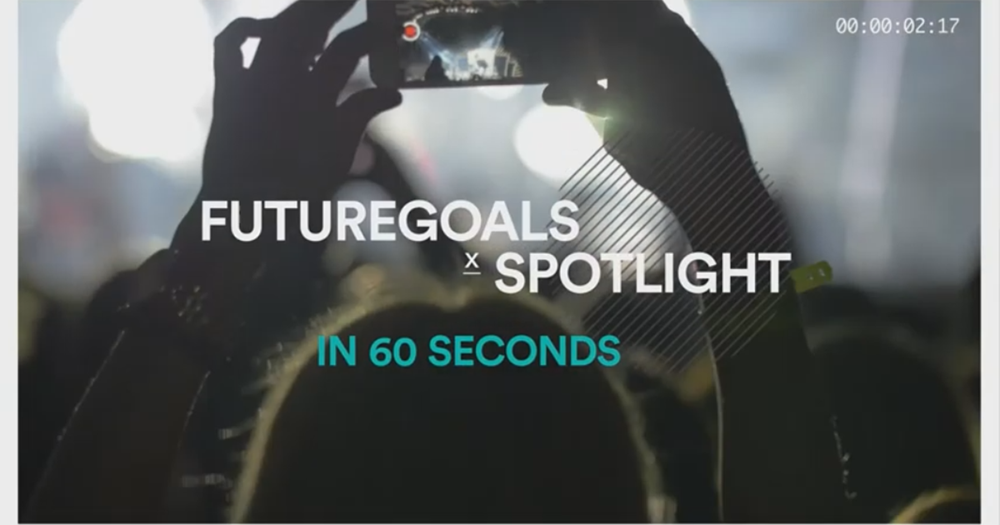 00:00:02:17
FUTUREGOALS
X SPOTLIGHT
IN 60 SECONDS